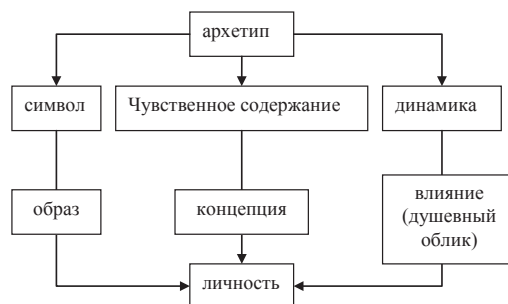 архетип
символ
Чувственное содержание
динамика
образ
концепция
влияние
(душевный
облик)
личность